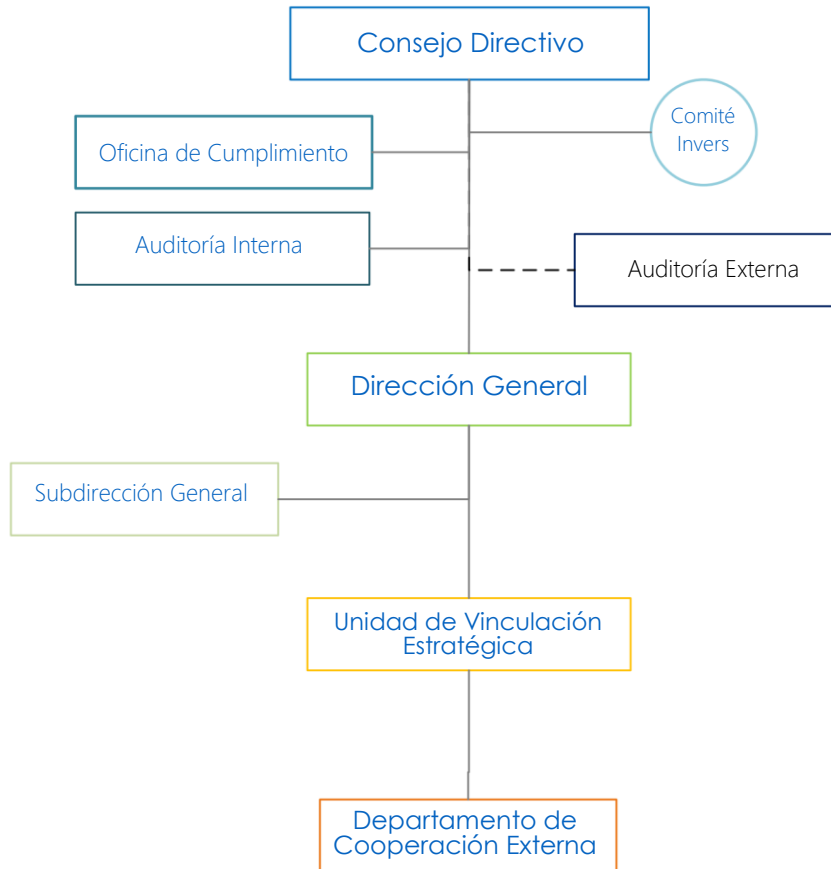 Consejo Directivo
Comité
Invers
Oficina de Cumplimiento
Auditoría Interna
Auditoría Externa
Dirección General
Subdirección General
Unidad de Vinculación
Estratégica
Departamento de
Cooperación Externa